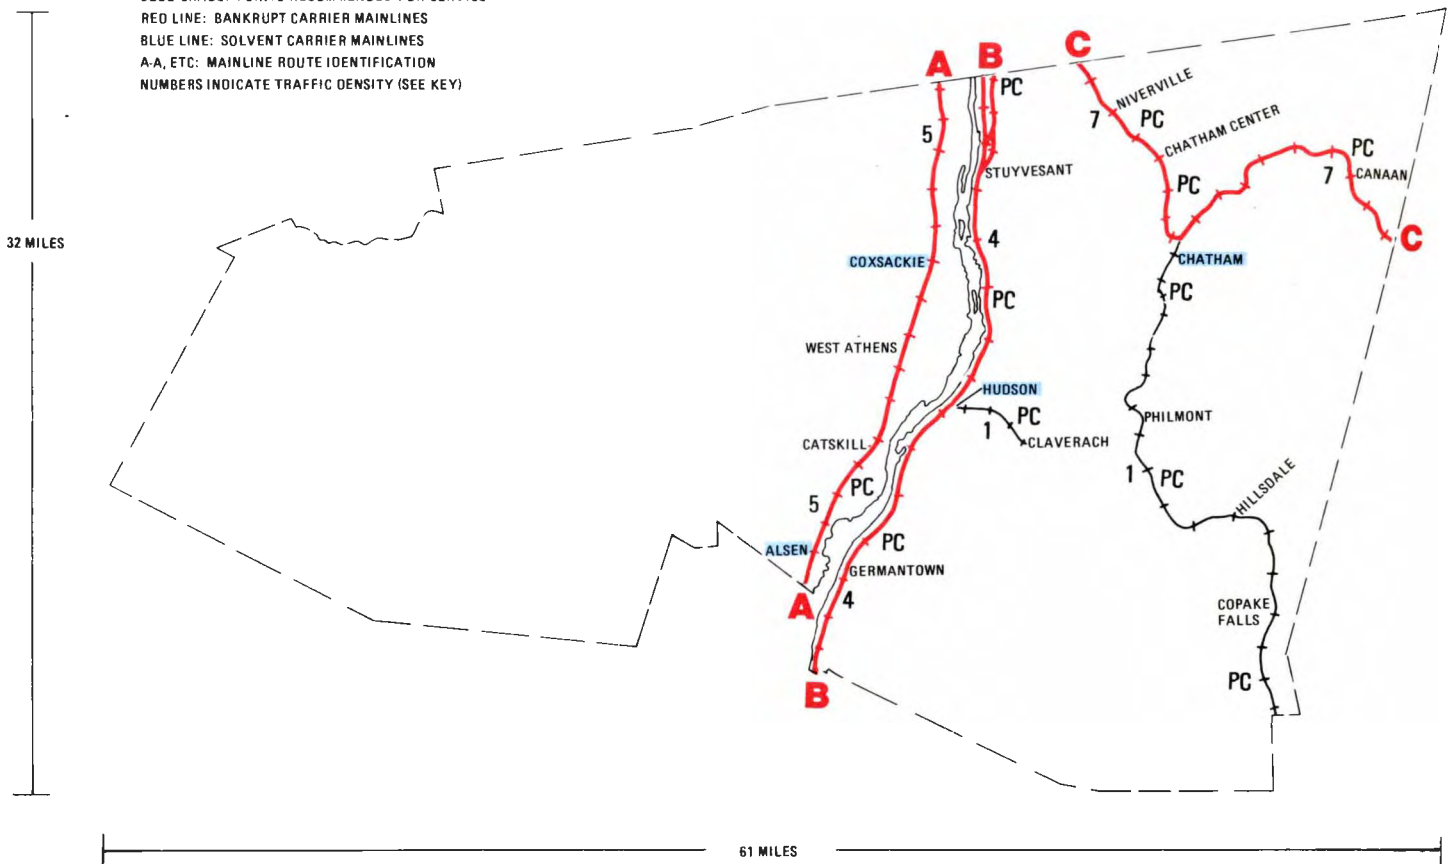 RED LINE: BANKRUPT CARRIER MAINLINES
BLUE LINE: SOLVENT CARRIER MAINLINES
A-A, ETC: MAINLINE ROUTE IDENTIFICATION
NUMBERS INDICATE TRAFFIC DENSITY (SEE KEY)
A
B
C
PC
NIVERVILLE
7
PC
CHATHAM CENTER
5
STUYVESANT
PC
7
CANAAN
PC
32 MILES
4
C
COXSACKIE
CHATHAM
PC
PC
WEST ATHENS
HUDSON
PC
1
PHILMONT
CATSKILL
CLAVERACH
1
PC
PC
HILLSDALE
5
ALSEN
PC
GERMANTOWN
A
4
COPAKE
FALLS
PC
B
61 MILES